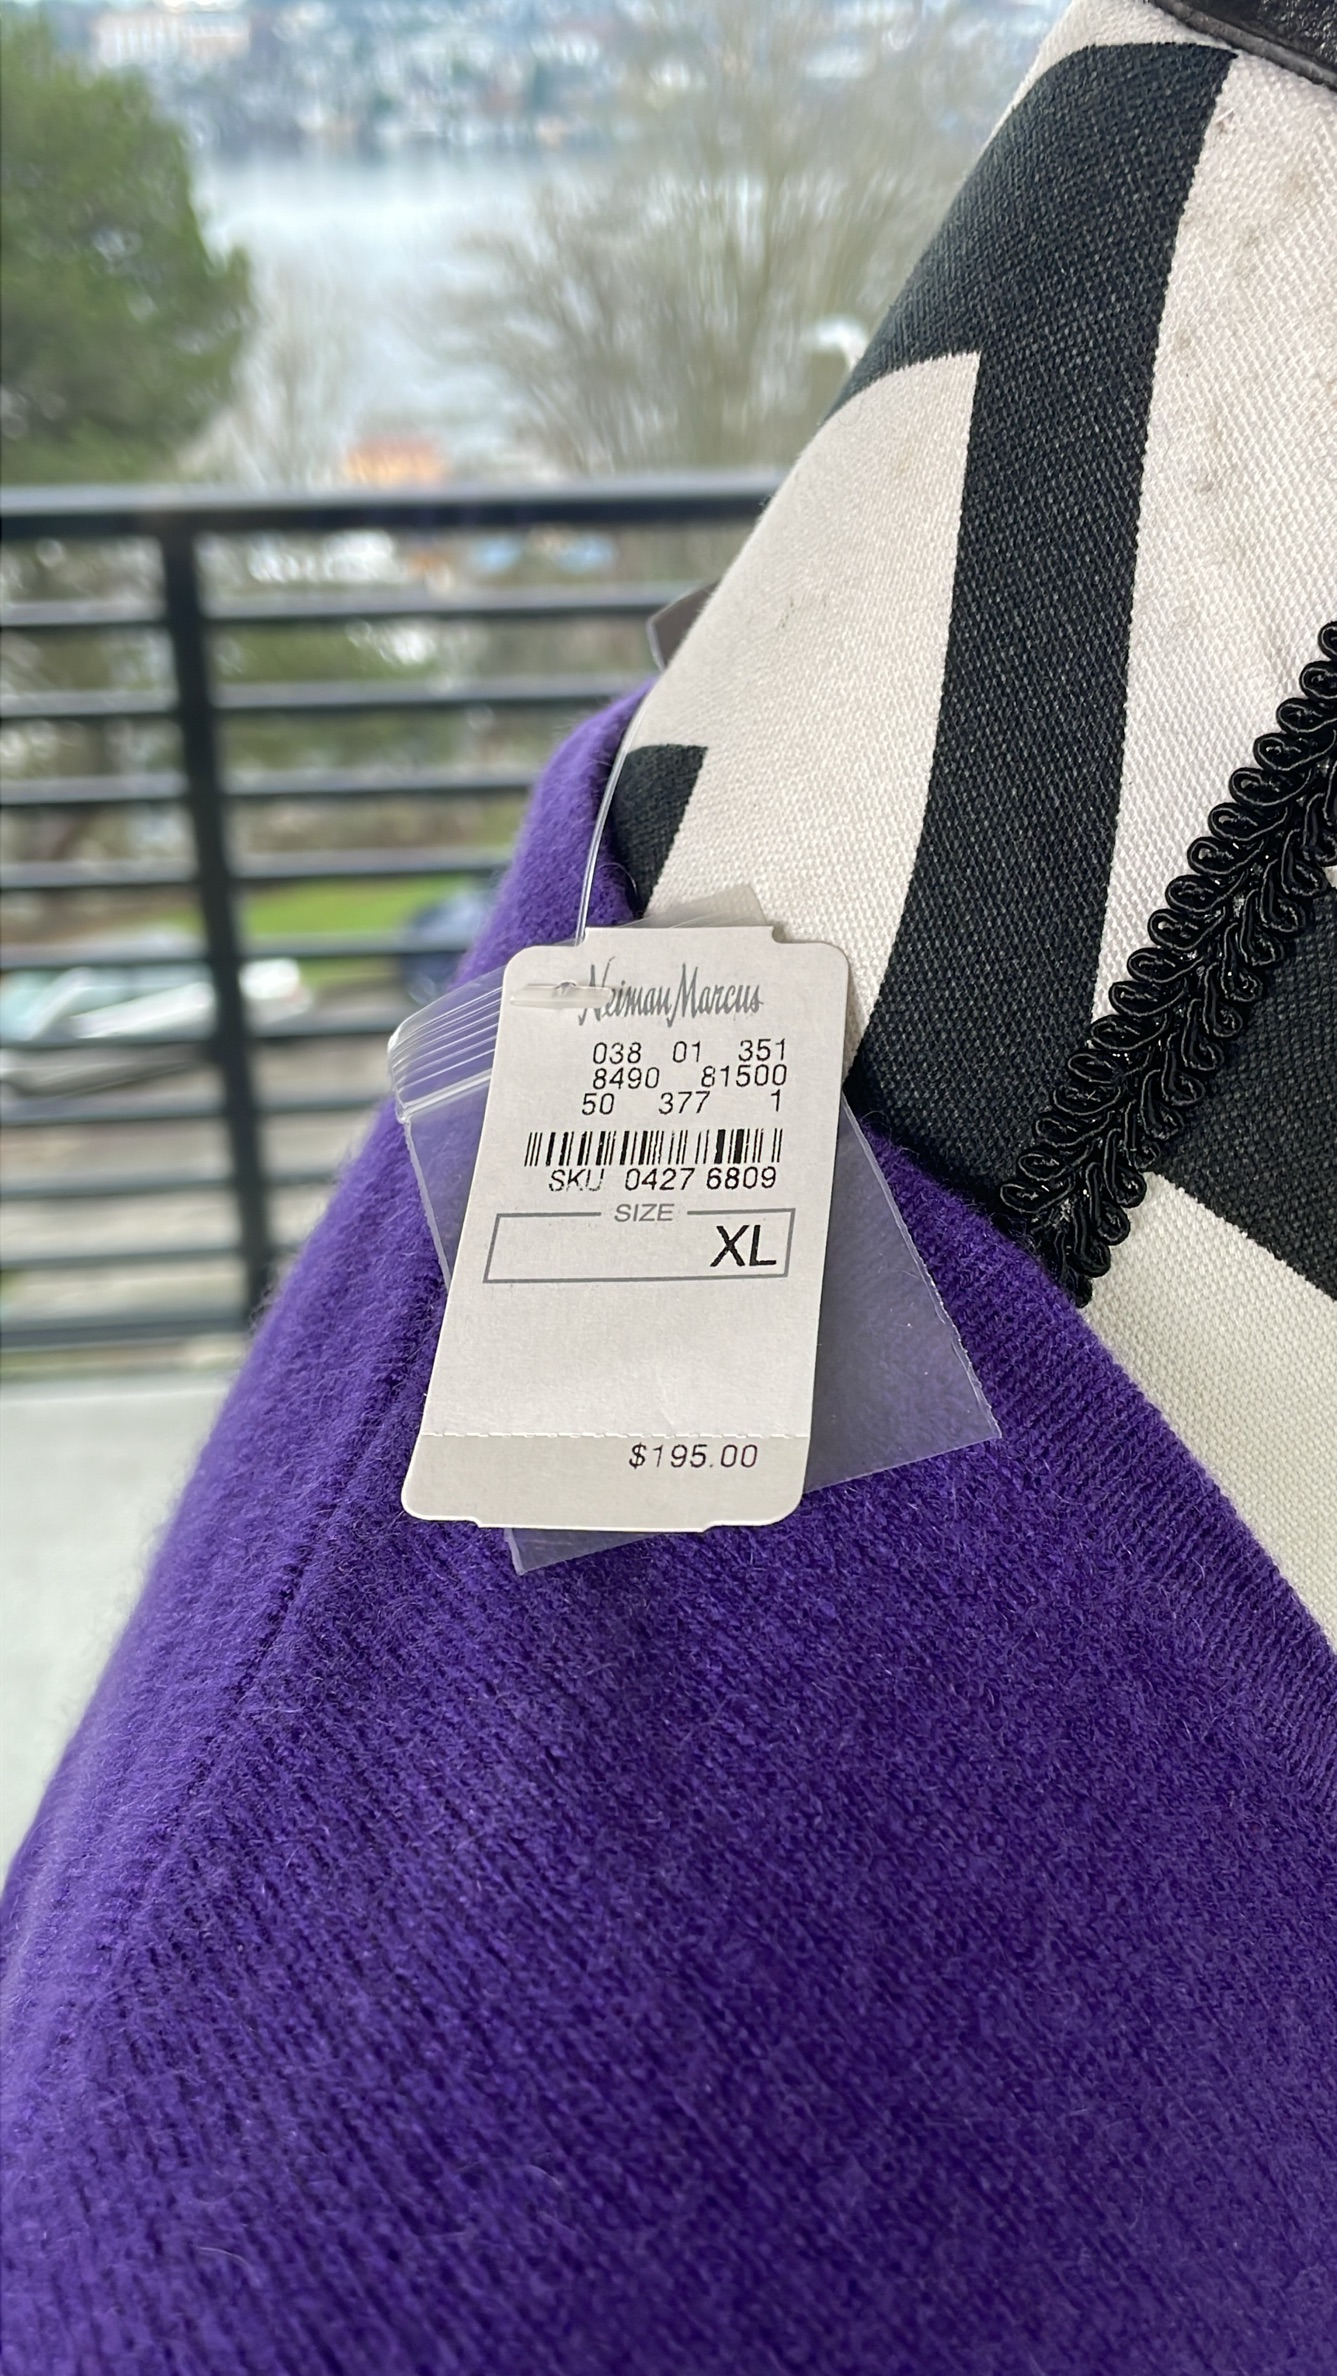 Neiman Marcus
038 01 351
8490 81500
50 377 1
SKU 0427 6809
SIZE
XL
$195.00